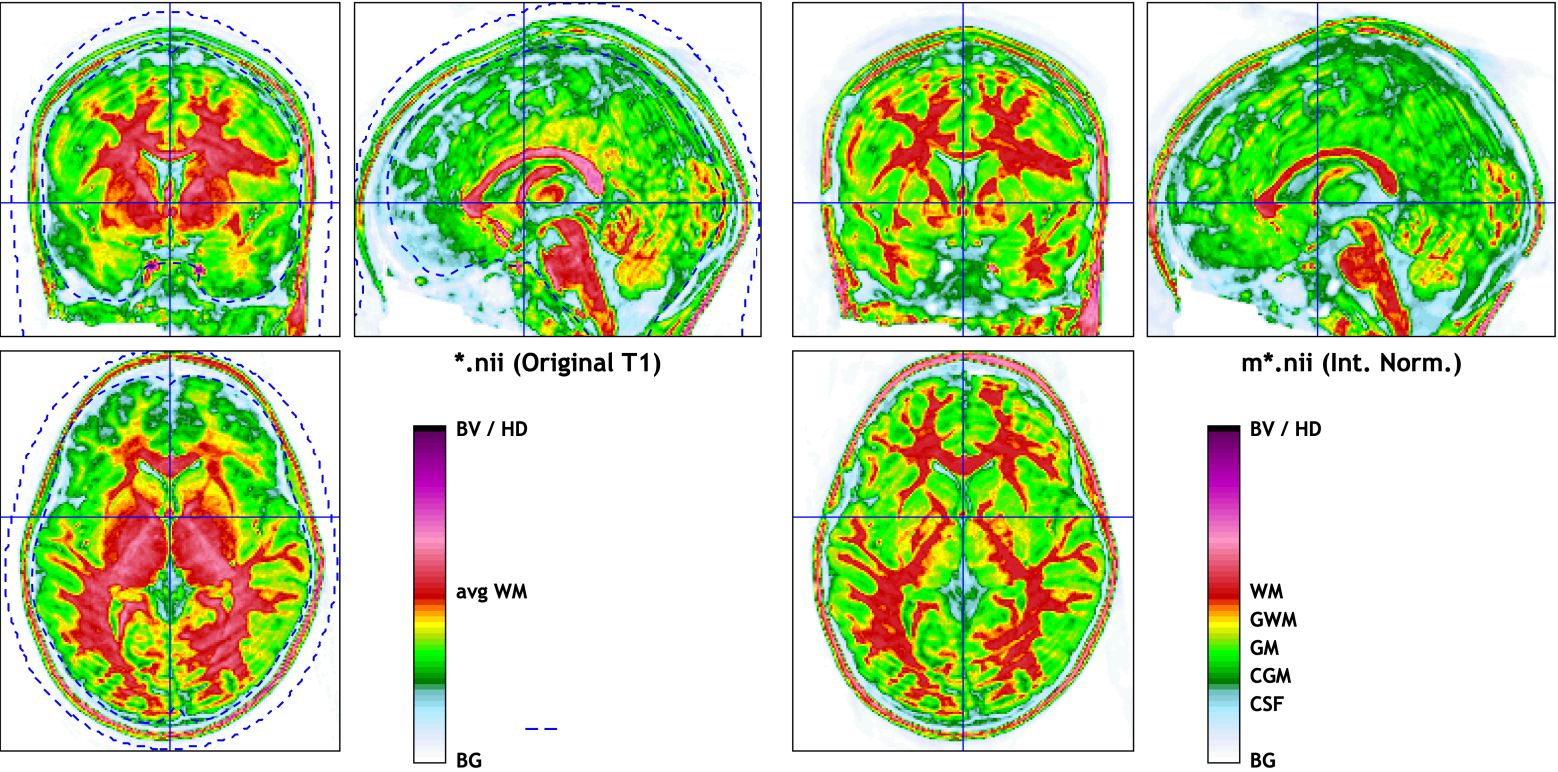 *.nii (Original T1)
BV / HD
avg WM
BG
m*.nii (Int. Norm.)
BV / HD
WM
GWM
GM
CGM
CSF
BG